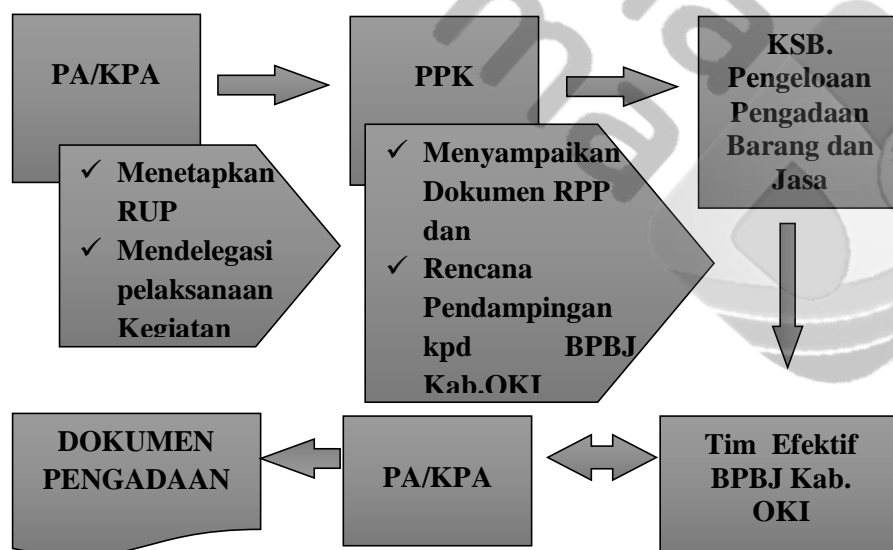 PA/KPA
✓ Menetapkan
RUP
✓ Mendelegasi
pelaksanaan
Kegiatan
PPK
✓ Menyampaikan
Dokumen RPP
dan
✓ Rencana
Pendampingan
kpd BPBJ
Kab.OKI
KSB.
Pengeloaan
Pengadaan
Barang dan
Jasa
Tim Efektif
BPBJ Kab.
OKI
PA/KPA
DOKUMEN
PENGADAAN